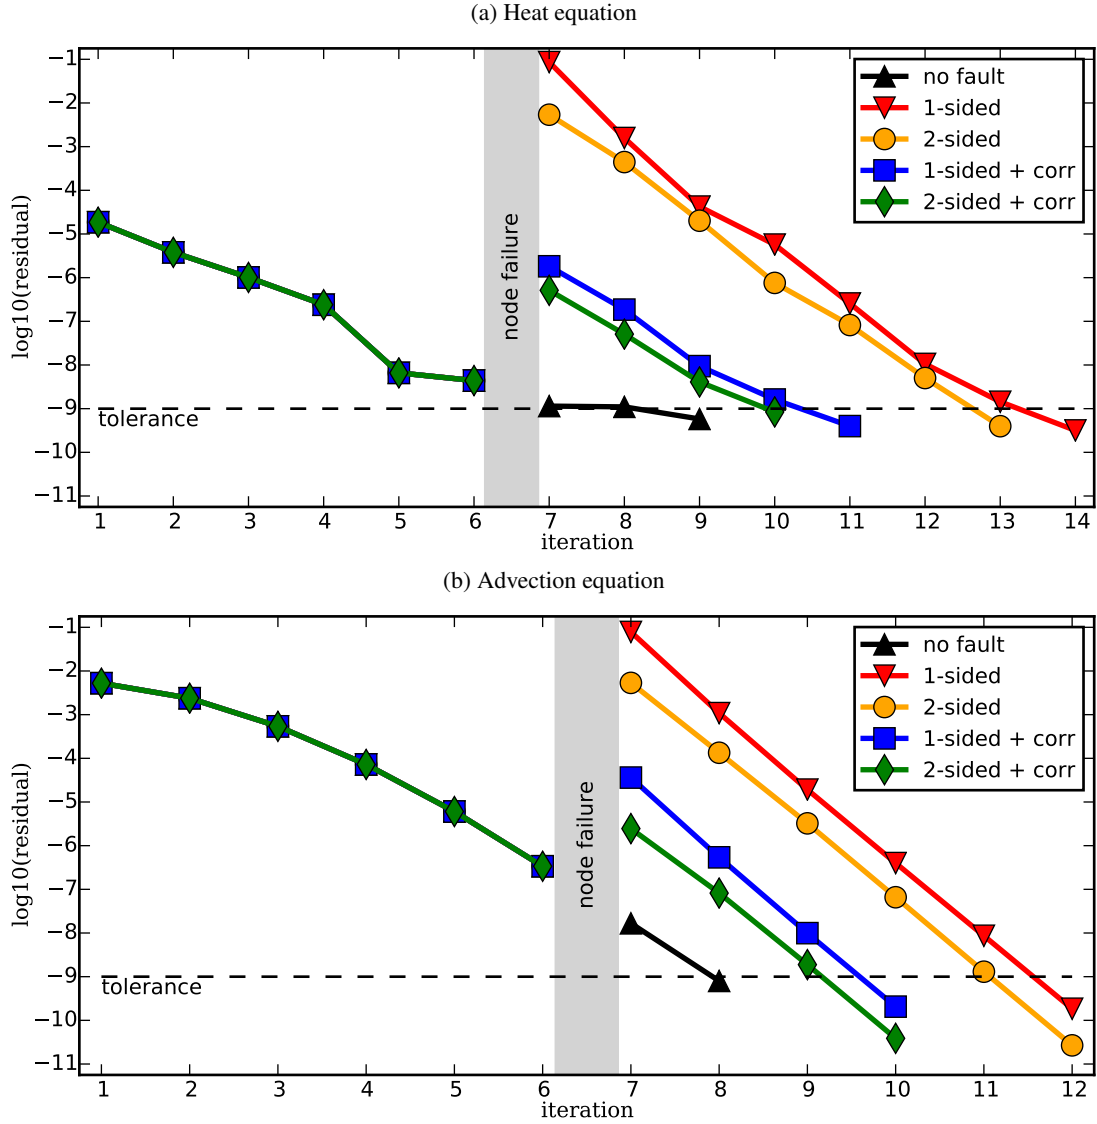 (a) Heat equation
−1
−2
−3
−4
−5
−6
−7
−8
−9
−10
−11
log10(residual)
node failure
tolerance
no fault
1-sided
2-sided
1-sided + corr
2-sided + corr
1 2 3 4 5 6 7 8 9 10 11 12 13 14
iteration
(b) Advection equation
−1
−2
−3
−4
−5
−6
−7
−8
−9
−10
−11
log10(residual)
node failure
tolerance
no fault
1-sided
2-sided
1-sided + corr
2-sided + corr
1 2 3 4 5 6 7 8 9 10 11 12
iteration